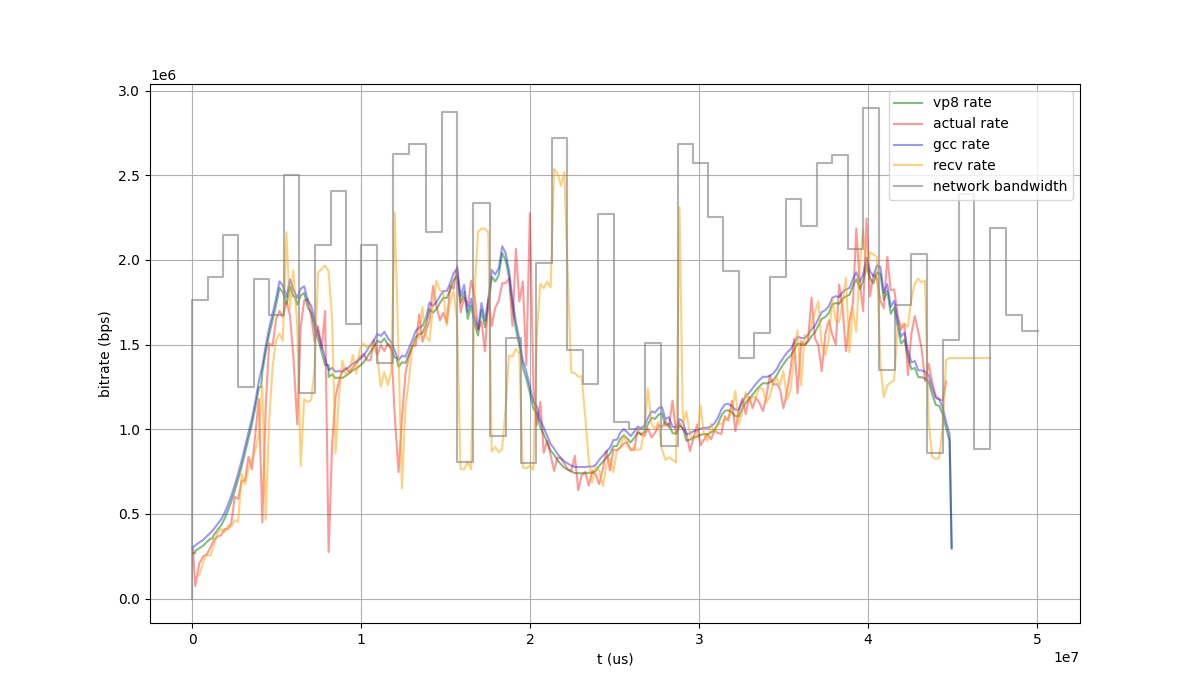 1e6
3.0
2.5
2.0
1.5
1.0
0.5
0.0
bitrate (bps)
vp8 rate
actual rate
gcc rate
recv rate
network bandwidth
0 1 2 3 4 5
t (us)
1e7